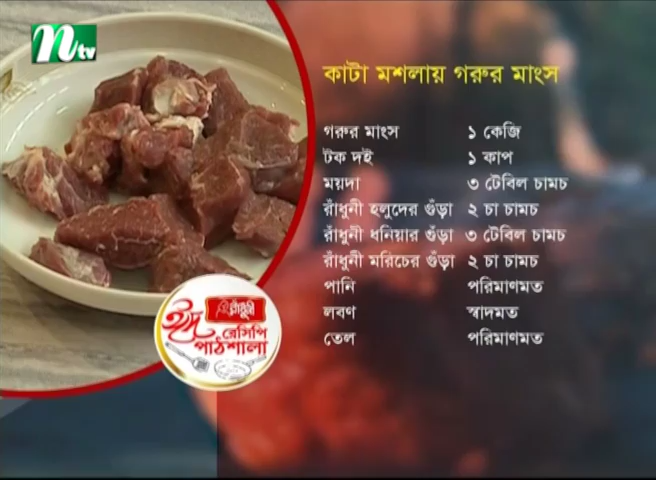 ntv
কাটা মশলায় গরুর মাংস
গরুর মাংস ১ কেজি
টক দই ১ কাপ
ময়দা ৩ টেবিল চামচ
রাঁধুনী হলুদের গুঁড়া ২ চা চামচ
রাঁধুনী ধনিয়ার গুঁড়া ৩ টেবিল চামচ
রাঁধুনী মরিচের গুঁড়া ২ চা চামচ
পানি পরিমাণমত
লবণ স্বাদমত
তেল পরিমাণমত
রাঁধুনী
ঈদ রেসিপি
পাঠশালা